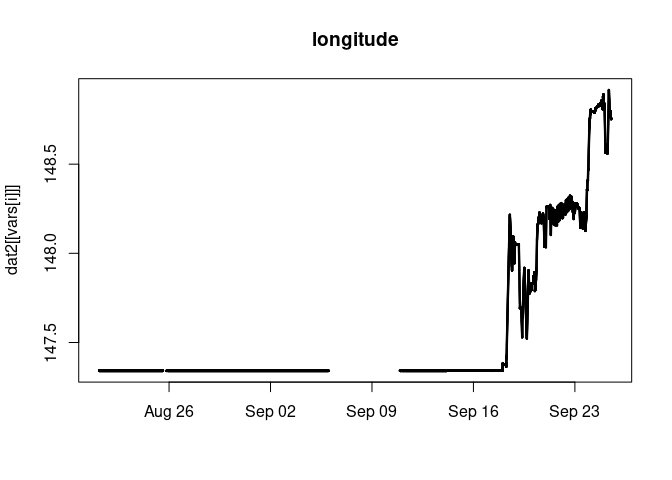 longitude
dat2[[vars[i]]]
148.5
148.0
147.5
Aug 26
Sep 02
Sep 09
Sep 16
Sep 23